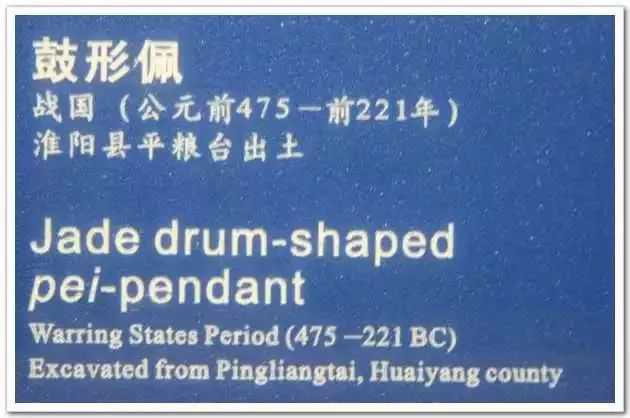 鼓形佩
战国（公元前475－前221年）
淮阳县平粮台出土
Jade drum-shaped
pei-pendant
Warring States Period (475 –221 BC)
Excavated from Pingliangtai, Huaiyang county